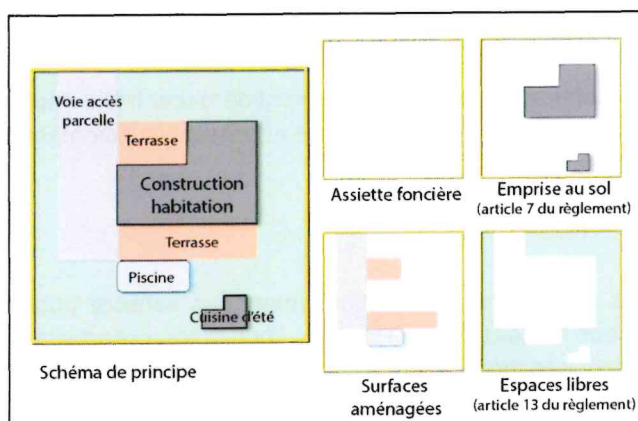 Voie accès
parcelle
Terrasse
Construction
habitation
Terrasse
Piscine
Cuisine d'été
Schéma de principe
Assiette foncière
Emprise au sol
(article 7 du règlement)
Surfaces
aménagées
Espaces libres
(article 13 du règlement)